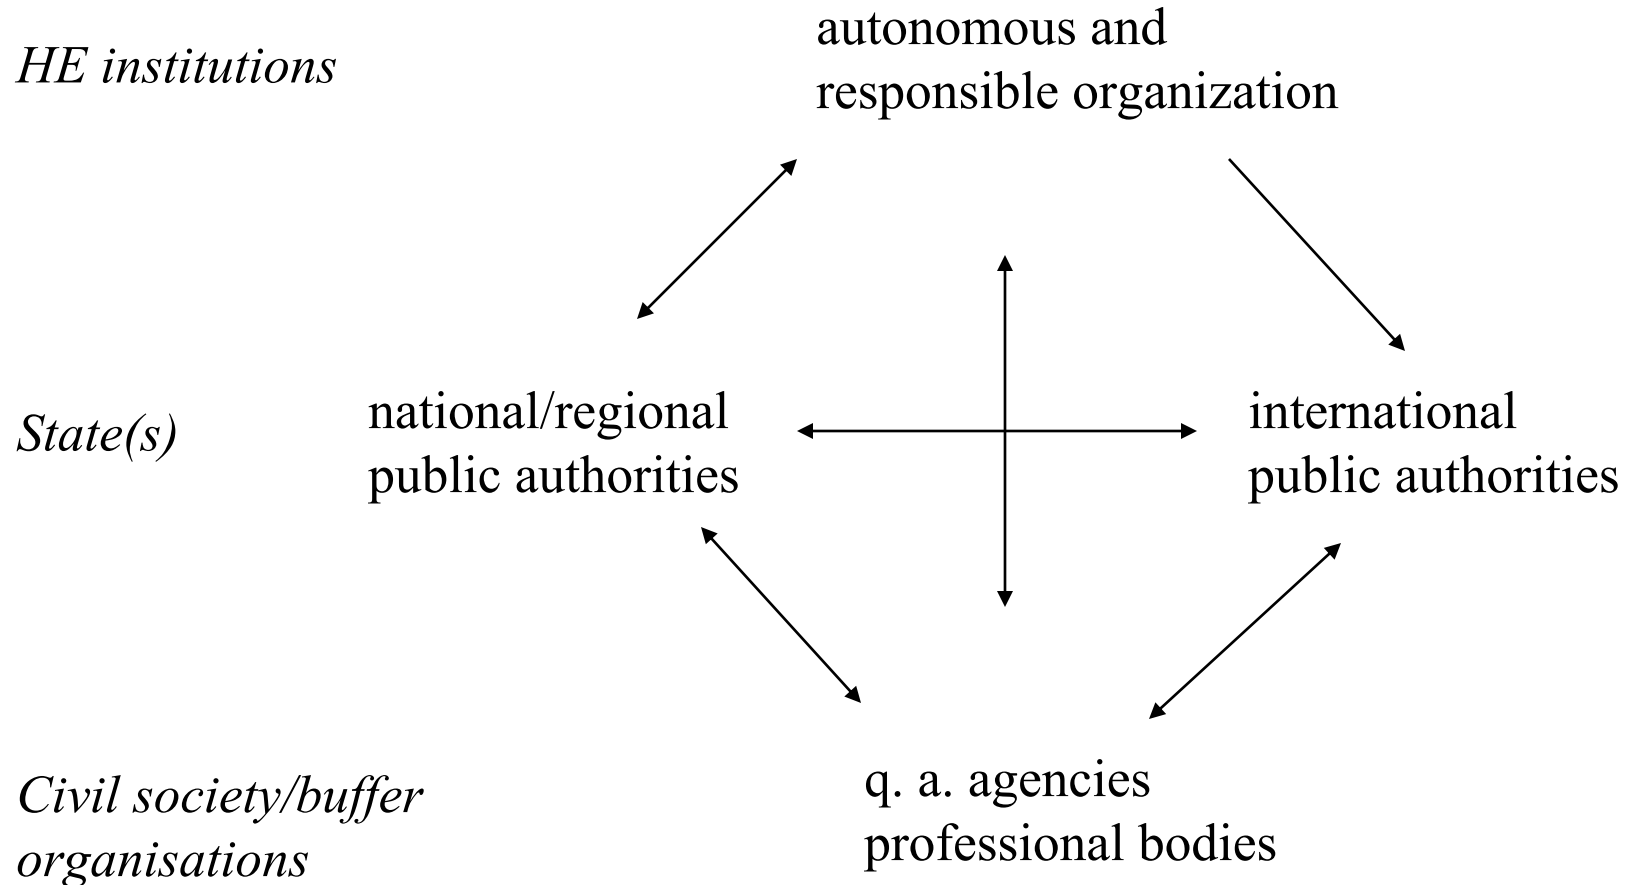 HE institutions
autonomous and
responsible organization
State(s)
national/regional
public authorities
international
public authorities
Civil society/buffer
organisations
q. a. agencies
professional bodies